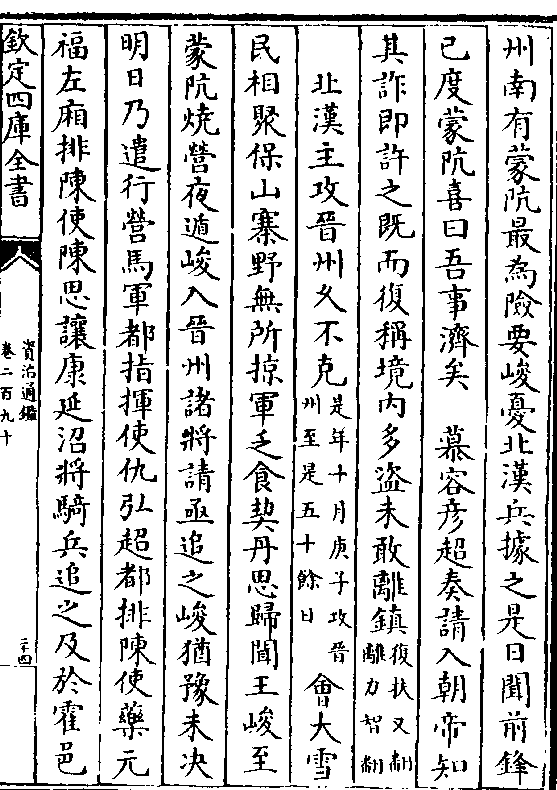 州南有蒙阬最為險要峻憂北漢兵據之是日聞前鋒
已度蒙阬喜曰吾事濟矣　慕容彦超奏請入朝帝知
其詐即許之既而復稱境内多盗未敢離鎮復扶又翻離力智翻
北漢主攻晉州久不克是年十月庚子攻晉州至是五十餘日會大雪
民相聚保山寨野無所掠軍乏食契丹思歸聞王峻至
蒙阬燒營夜遁峻入晉州諸將請亟追之峻猶豫未决
明日乃遣行營馬軍都指揮使仇弘超都排陳使藥元
福左廂排陳使陳思讓康延沼將騎兵追之及於霍邑
欽定四庫全書
資治通鑑
卷二百九十
二十四